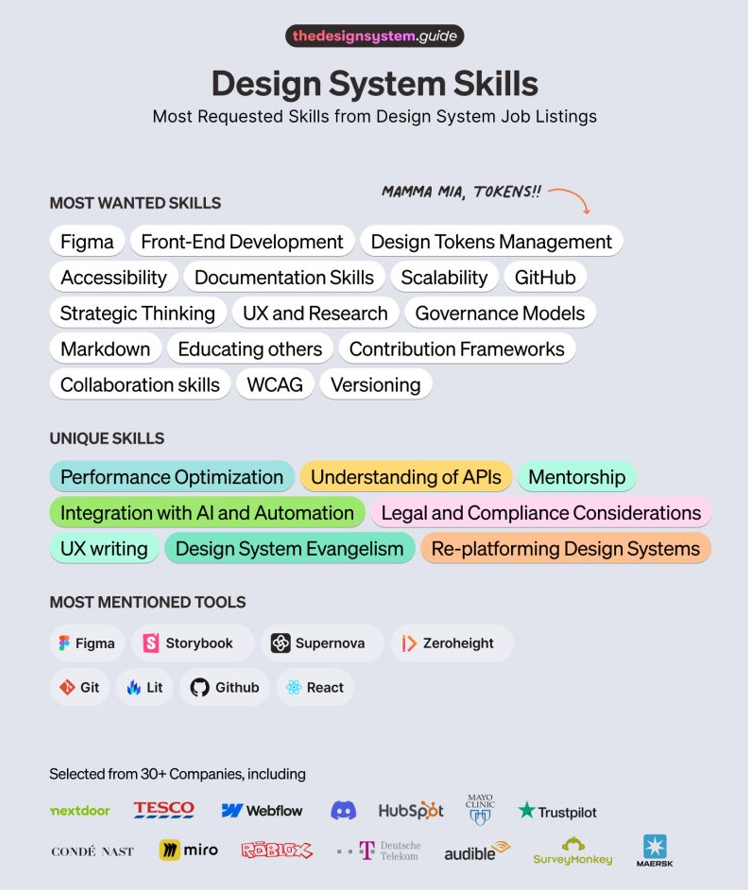 thedesignsystem.guide
Design System Skills
Most Requested Skills from Design System Job Listings
MAMMA MIA, TOKENS!!
MOST WANTED SKILLS
Figma Front-End Development Design Tokens Management
Accessibility Documentation Skills Scalability GitHub
Strategic Thinking UX and Research Governance Models
Markdown Educating others Contribution Frameworks
Collaboration skills WCAG Versioning
UNIQUE SKILLS
Performance Optimization Understanding of APIs Mentorship
Integration with AI and Automation Legal and Compliance Considerations
UX writing Design System Evangelism Re-platforming Design Systems
MOST MENTIONED TOOLS
Figma Storybook Supernova Zeroheight
Git Lit Github React
Selected from 30+ Companies, including
nextdoor TESCO Webflow HubSpot MAYO CLINIC Trustpilot
CONDÉ NAST miro ROBLOX T Deutsche Telekom audible SurveyMonkey MAERSK